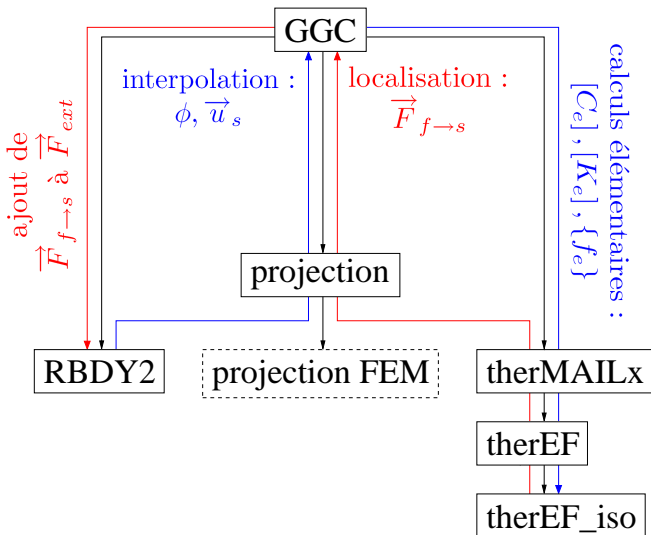 GGC
interpolation :
ϕ, u⃗ s
localisation :
F⃗ f→s
calculs élémentaires :
[Ce] , [Ke] , {fe}
ajout de
F⃗ f→s à F⃗ ext
projection
RBDY2
projection FEM
therMAILx
therEF
therEF_iso